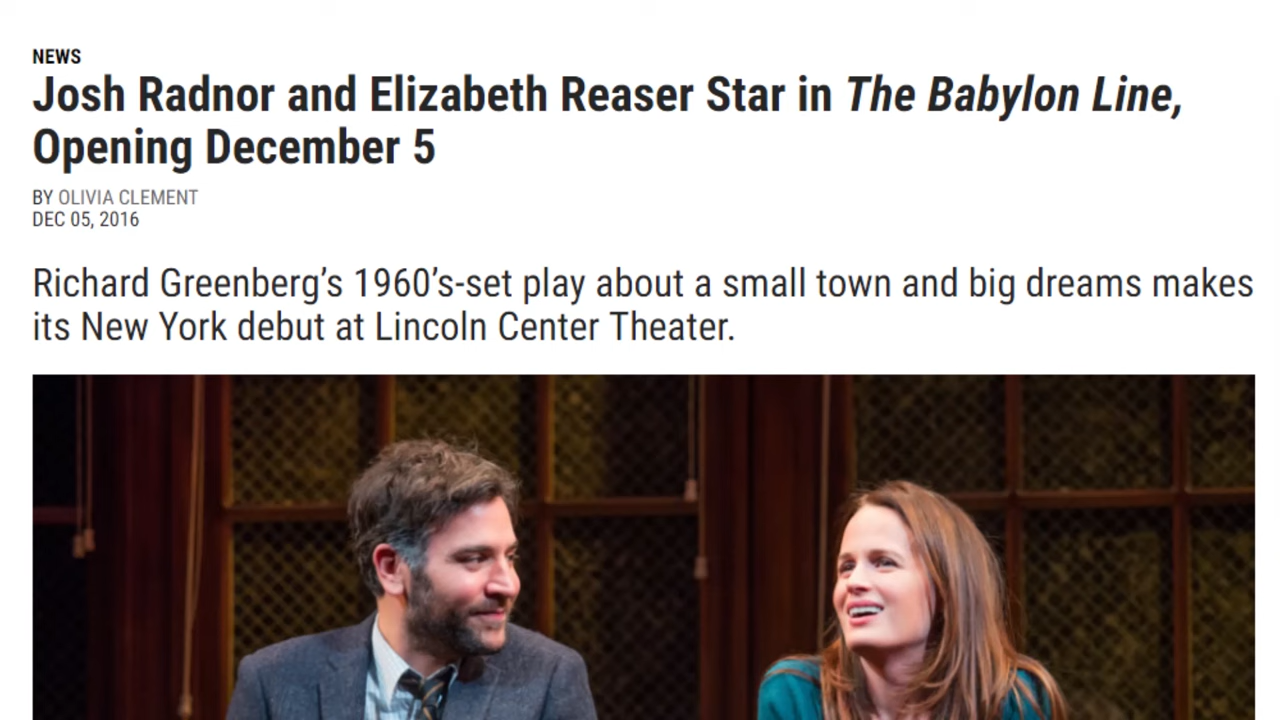 NEWS
Josh Radnor and Elizabeth Reaser Star in The Babylon Line,
Opening December 5
BY OLIVIA CLEMENT
DEC 05, 2016
Richard Greenberg’s 1960’s-set play about a small town and big dreams makes
its New York debut at Lincoln Center Theater.